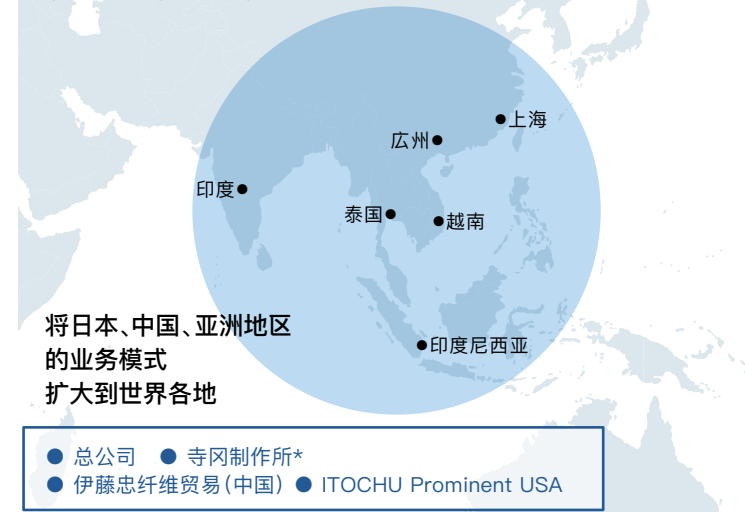 ●上海
広州●
印度●
泰国●
●越南
●印度尼西亚
将日本、中国、亚洲地区
的业务模式
扩大到世界各地
● 总公司 ● 寺冈制作所*
● 伊藤忠纤维贸易(中国) ● ITOCHU Prominent USA